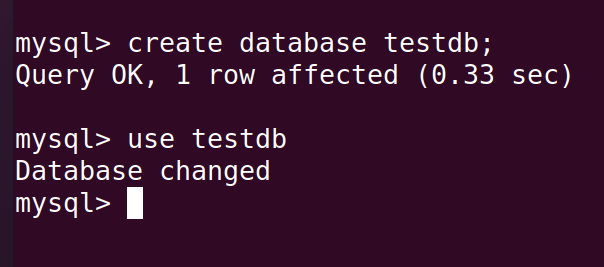 mysql> create database testdb;
Query OK, 1 row affected (0.33 sec)
mysql> use testdb
Database changed
mysql>